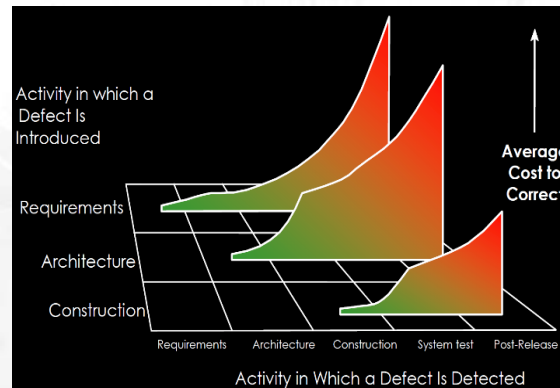 Activity in which a
Defect Is
Introduced
Average
Cost to
Correct
Requirements
Architecture
Construction
Requirements
Architecture
Construction
System test
Post-Release
Activity in Which a Defect Is Detected